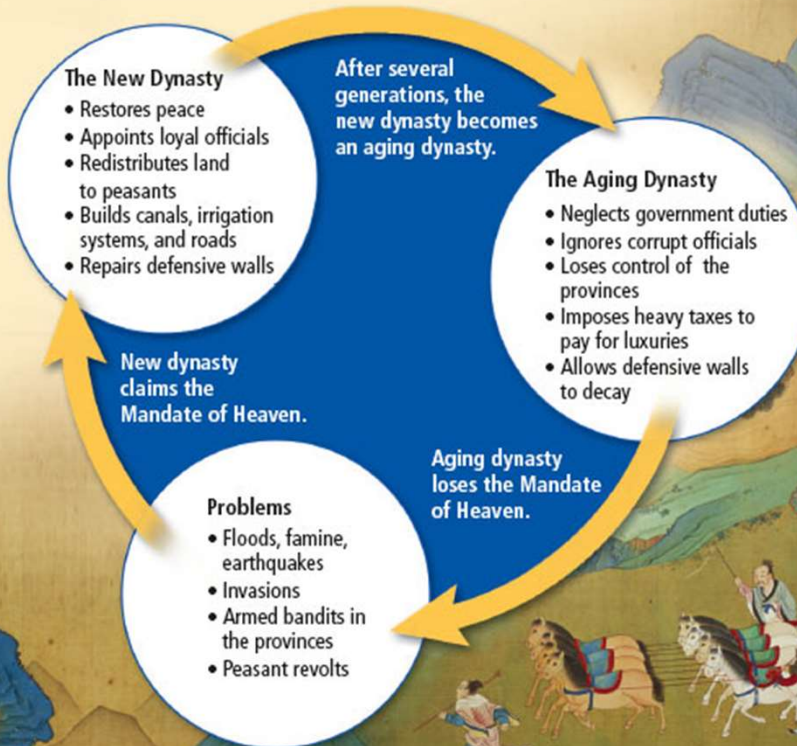 The New Dynasty
• Restores peace
• Appoints loyal officials
• Redistributes land
to peasants
• Builds canals, irrigation
systems, and roads
• Repairs defensive walls
After several
generations, the
new dynasty becomes
an aging dynasty.
The Aging Dynasty
• Neglects government duties
• Ignores corrupt officials
• Loses control of the
provinces
• Imposes heavy taxes to
pay for luxuries
• Allows defensive walls
to decay
Aging dynasty
loses the Mandate
of Heaven.
Problems
• Floods, famine,
earthquakes
• Invasions
• Armed bandits in
the provinces
• Peasant revolts
New dynasty
claims the
Mandate of Heaven.